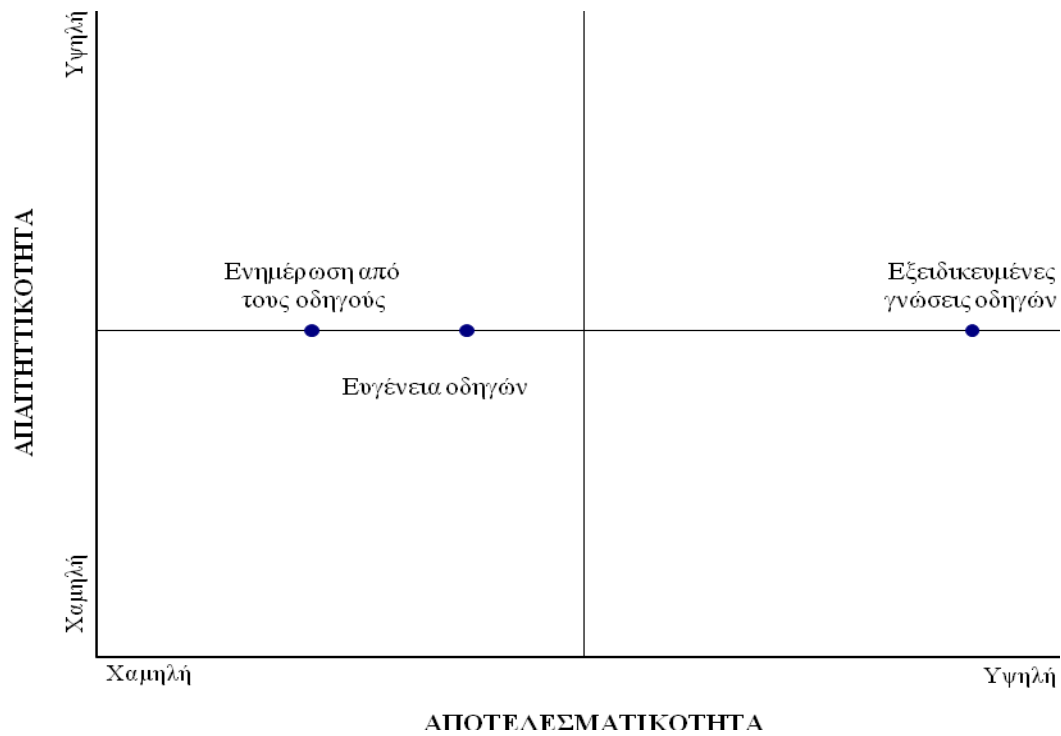 Υψηλή
ΑΠΑΙΤΗΤΙΚΟΤΗΤΑ
Ενημέρωση από
τους οδηγούς
Εξειδικευμένες
γνώσεις οδηγών
Ευγένεια οδηγών
Χαμηλή
Χαμηλή
Υψηλή
ΑΠΟΤΕΛΕΣΜΑΤΙΚΟΤΗΤΑ